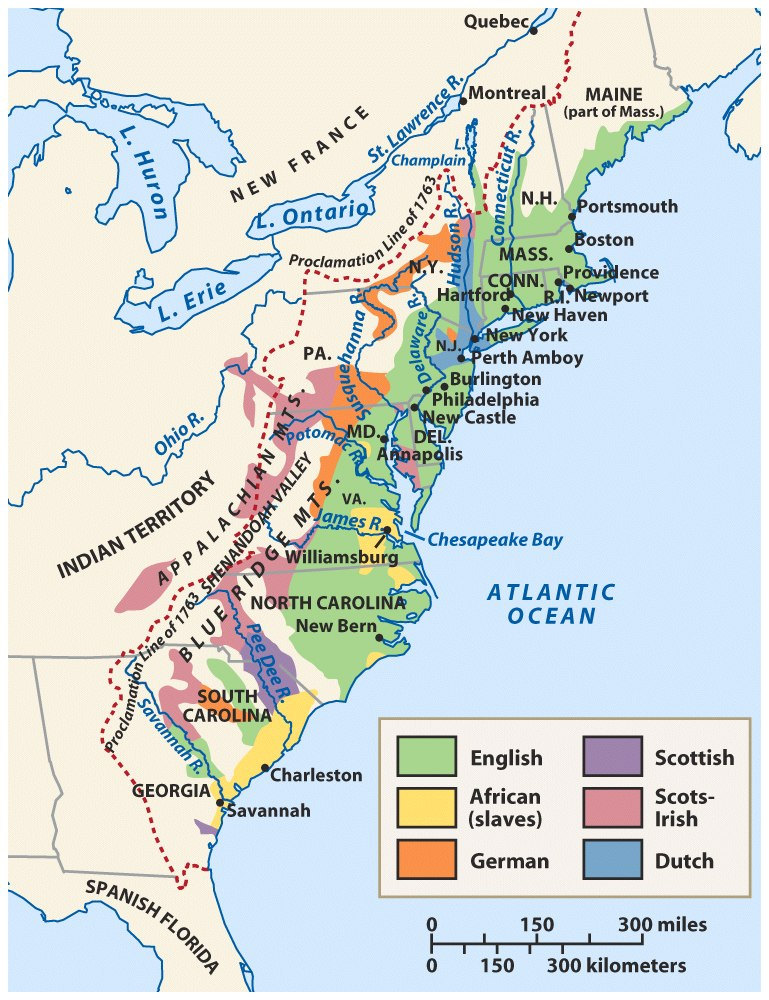 Quebec
Montreal
St. Lawrence R.
MAINE
(part of Mass.)
NEW FRANCE
L. Huron
L.
Champlain
Connecticut R.
N.H.
Portsmouth
L. Ontario
Proclamation Line of 1763
Hudson R.
Boston
MASS.
L. Erie
N.Y.
CONN.
Providence
Hartford
R.I.
Newport
New Haven
Susquehanna R.
Delaware R.
New York
N.J.
PA.
Perth Amboy
Burlington
Philadelphia
New Castle
Ohio R.
Potomac R.
MD.
DEL.
Annapolis
APPALACHIAN MTS.
SHENANDOAH VALLEY
BLUE RIDGE MTS.
VA.
INDIAN TERRITORY
James R.
Chesapeake Bay
Williamsburg
ATLANTIC
OCEAN
Proclamation Line of 1763
NORTH CAROLINA
New Bern
Pee Dee R.
SOUTH
CAROLINA
Savannah R.
Charleston
GEORGIA
Savannah
SPANISH FLORIDA
English
African
(slaves)
German
Scottish
Scots-
Irish
Dutch
0 150 300 miles
0 150 300 kilometers